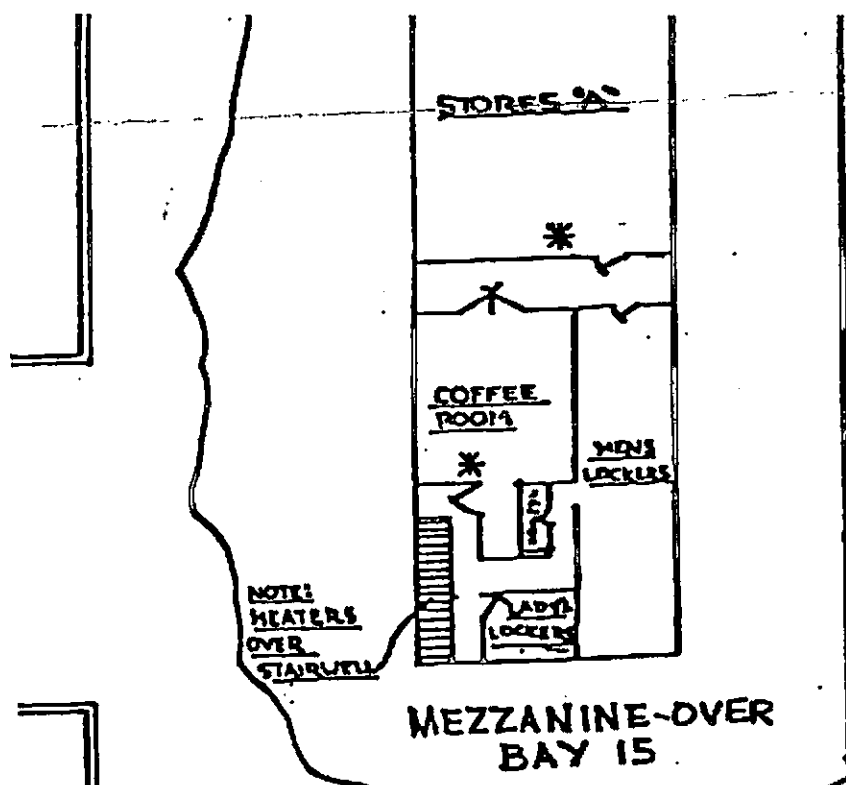 STORES "A"
COFFEE
ROOM
MENS
LOCKERS
NOTE:
HEATERS
OVER
STAIRWELL
LADYS
LOCKERS
MEZZANINE-OVER
BAY 15